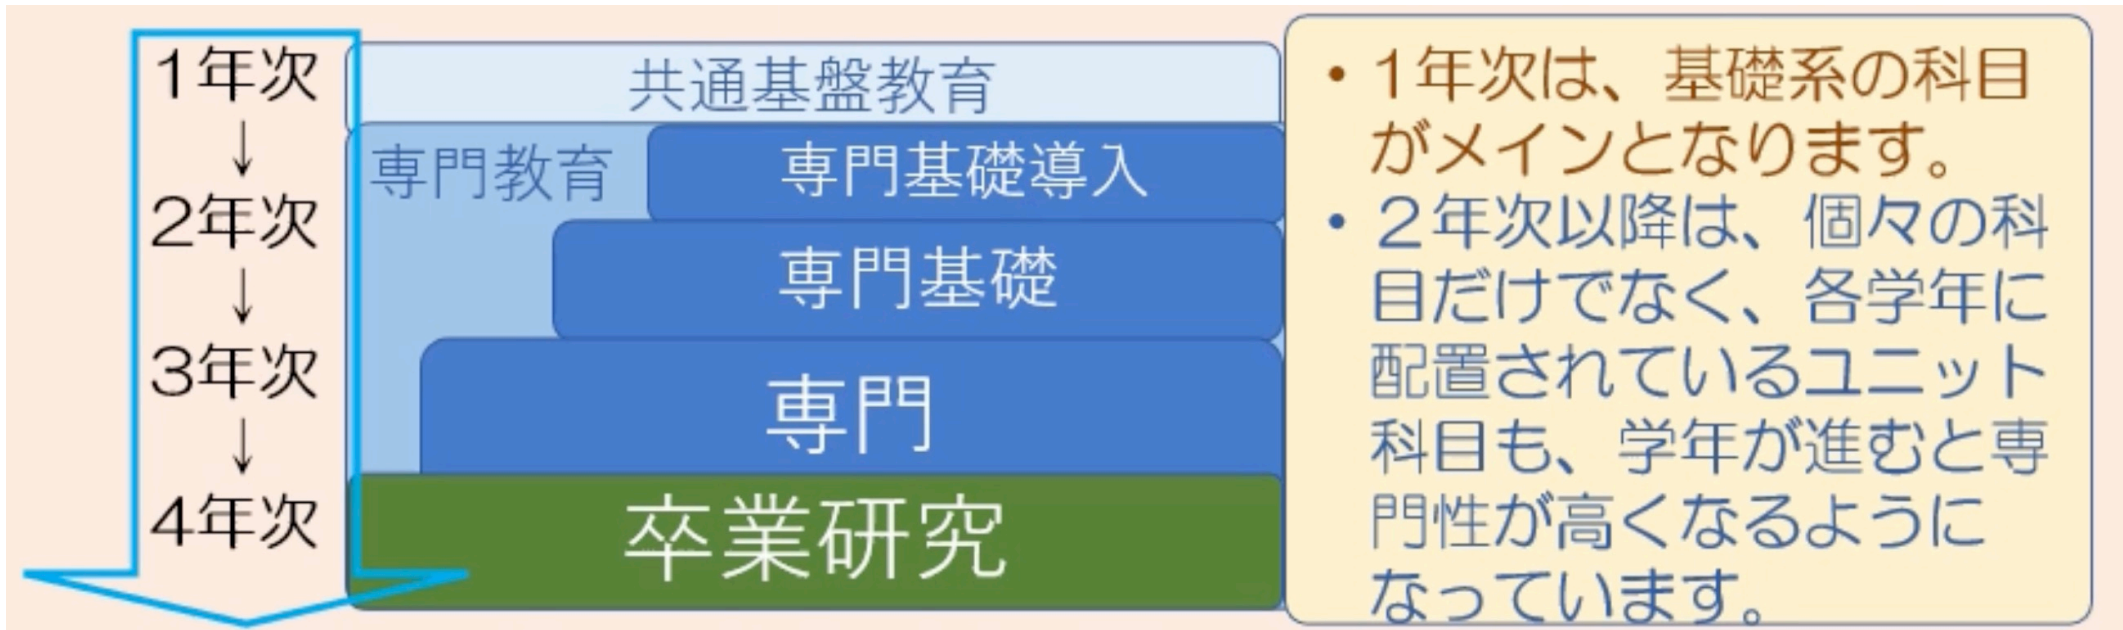 1年次
↓
2年次
↓
3年次
↓
4年次
共通基盤教育
専門教育
専門基礎導入
専門基礎
専門
卒業研究
• 1年次は、基礎系の科目
がメインとなります。
• ２年次以降は、個々の科
目だけでなく、各学年に
配置されているユニット
科目も、学年が進むと専
門性が高くなるように
なっています。